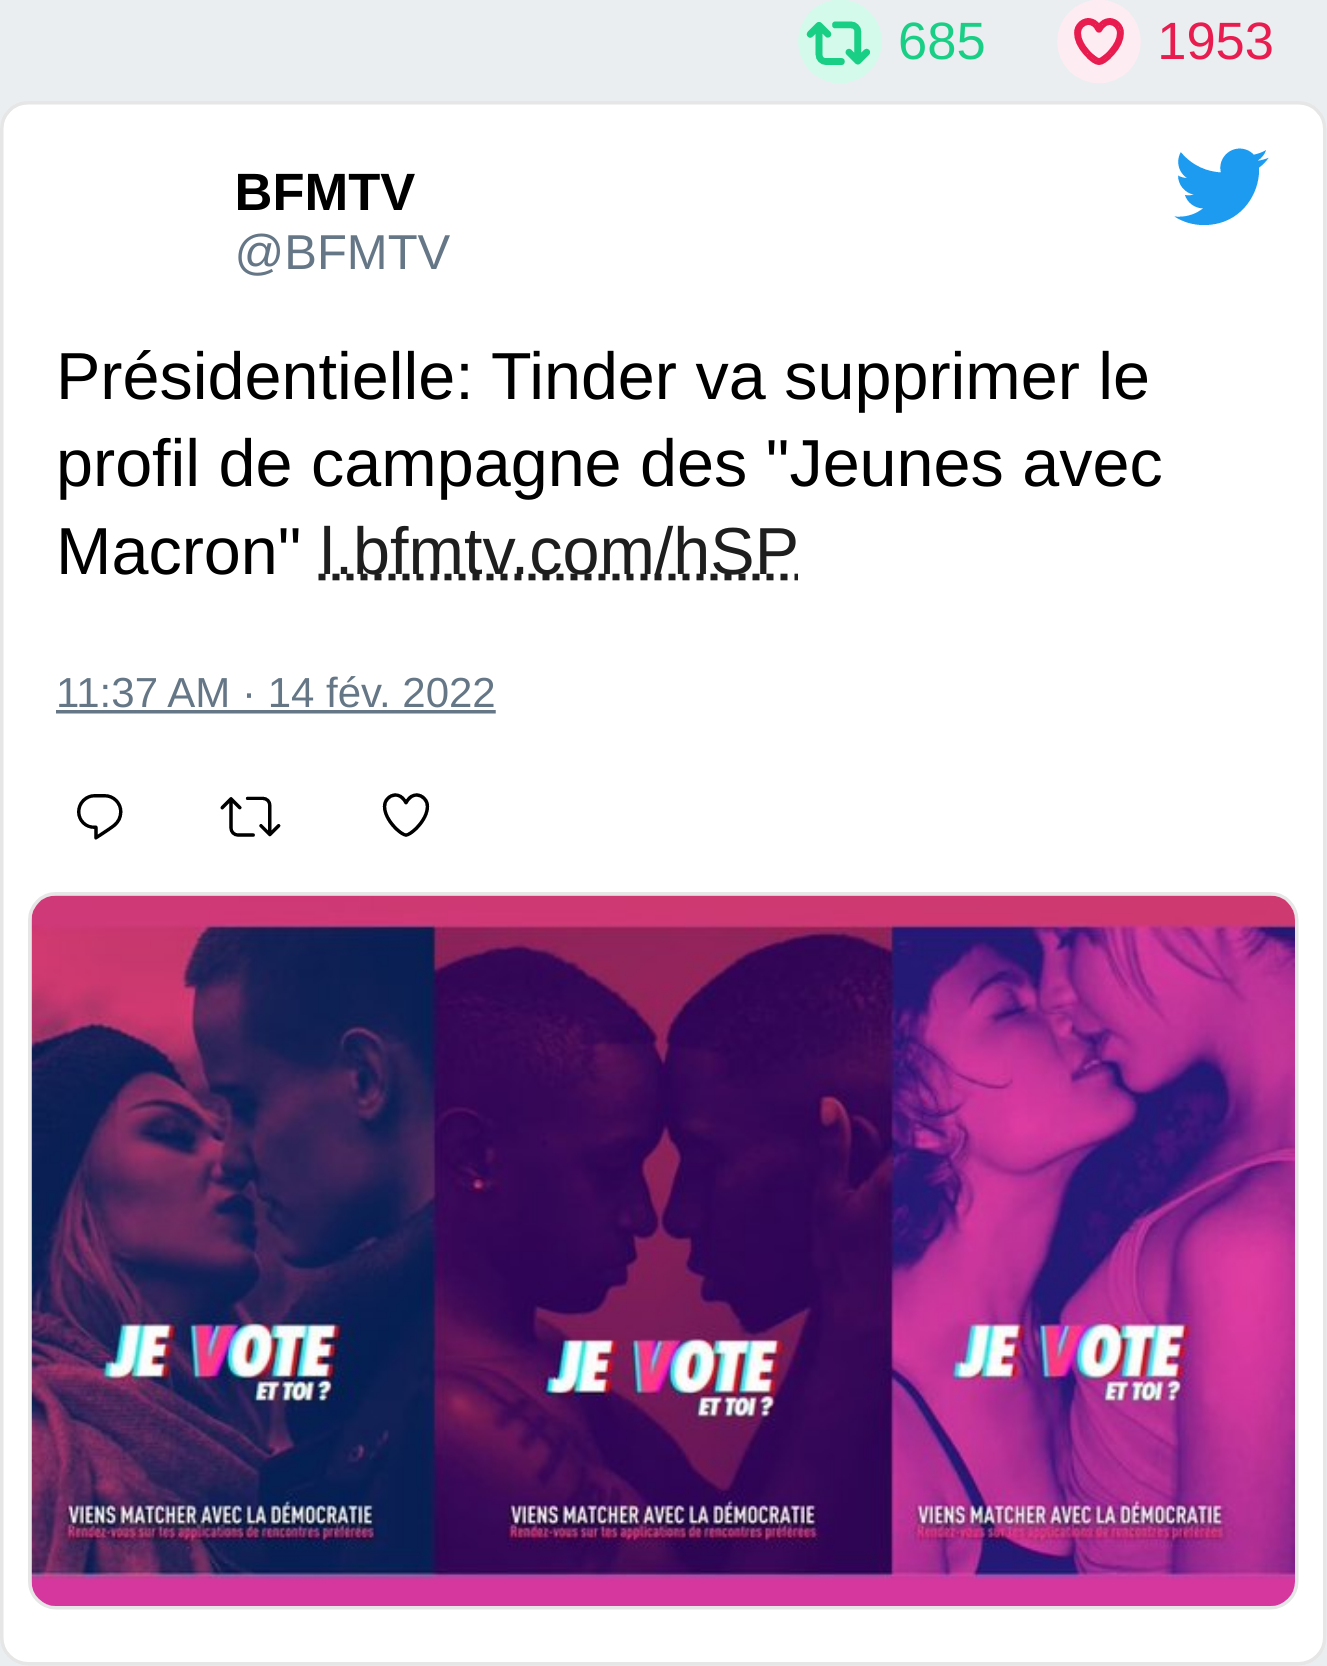 685 1953
BFMTV
@BFMTV
Présidentielle: Tinder va supprimer le
profil de campagne des "Jeunes avec
Macron" l.bfmtv.com/hSP
11:37 AM · 14 fév. 2022
JE VOTE
ET TOI ?
VIENS MATCHER AVEC LA DÉMOCRATIE
Rendez-vous sur tes applications de rencontres préférées
JE VOTE
ET TOI ?
VIENS MATCHER AVEC LA DÉMOCRATIE
Rendez-vous sur tes applications de rencontres préférées
JE VOTE
ET TOI ?
VIENS MATCHER AVEC LA DÉMOCRATIE
Rendez-vous sur tes applications de rencontres préférées